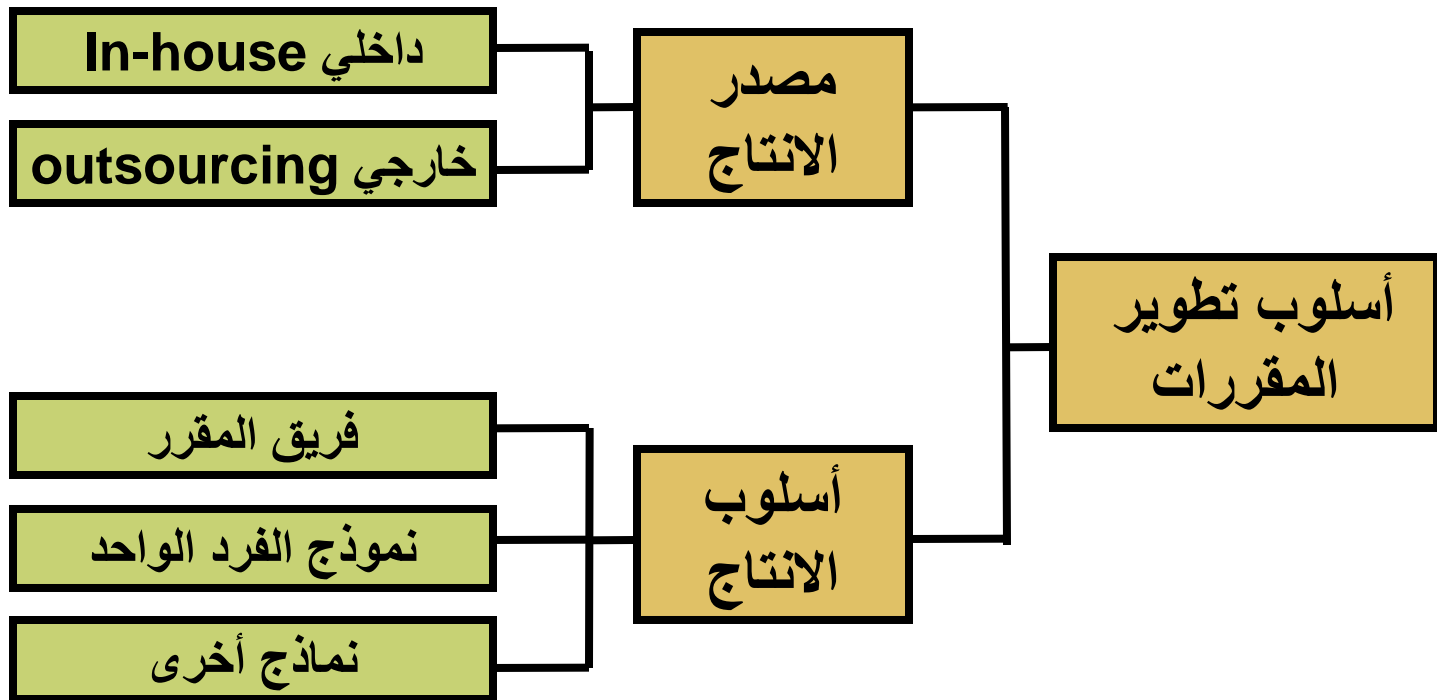 أسلوب تطوير
المقررات
مصدر
الانتاج
داخلي In-house
خارجي outsourcing
أسلوب
الانتاج
فريق المقرر
نموذج الفرد الواحد
نماذج أخرى